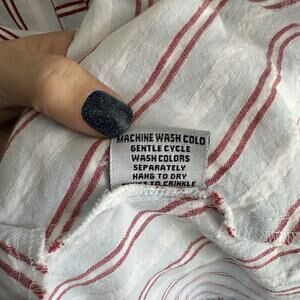 MACHINE WASH COLD
GENTLE CYCLE
WASH COLORS
SEPARATELY
HANG TO DRY
TWIST TO CRINKLE